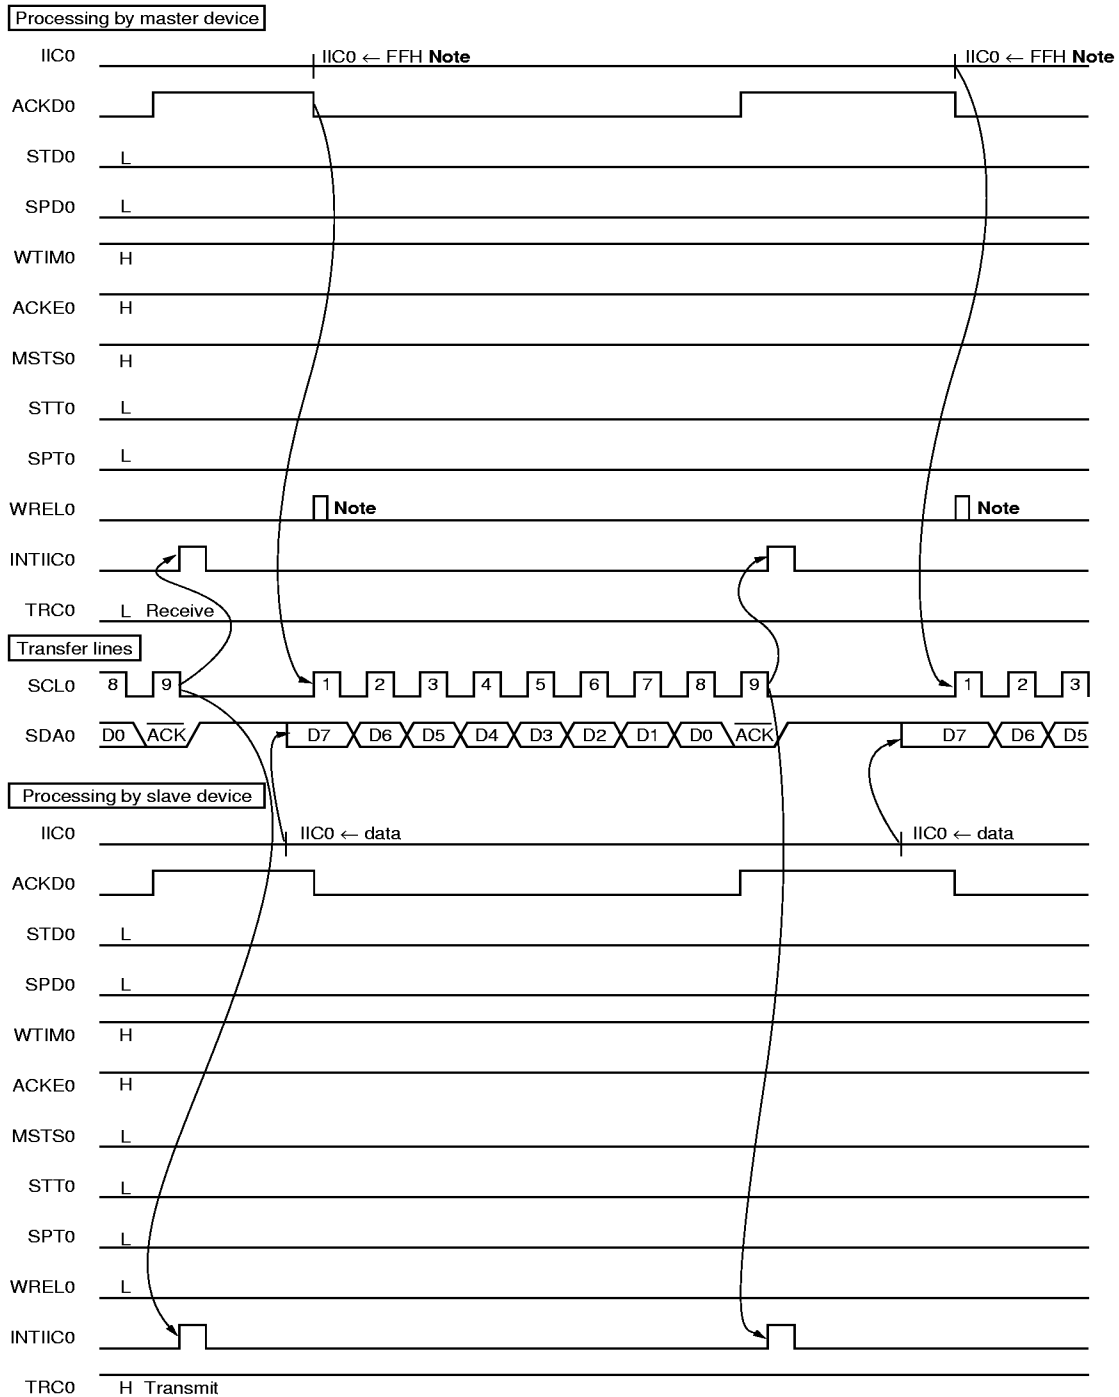 Processing by master device
IIC0 IIC0 ← FFH Note IIC0 ← FFH Note
ACKD0
STD0 L
SPD0 L
WTIM0 H
ACKE0 H
MSTS0 H
STT0 L
SPT0 L
WREL0 Note Note
INTIIC0
TRC0 L Receive
Transfer lines
SCL0 8 9 1 2 3 4 5 6 7 8 9 1 2 3
SDA0 D0 ACK D7 D6 D5 D4 D3 D2 D1 D0 ACK D7 D6 D5
Processing by slave device
IIC0 IIC0 ← data IIC0 ← data
ACKD0
STD0 L
SPD0 L
WTIM0 H
ACKE0 H
MSTS0 L
STT0 L
SPT0 L
WREL0 L
INTIIC0
TRC0 H Transmit